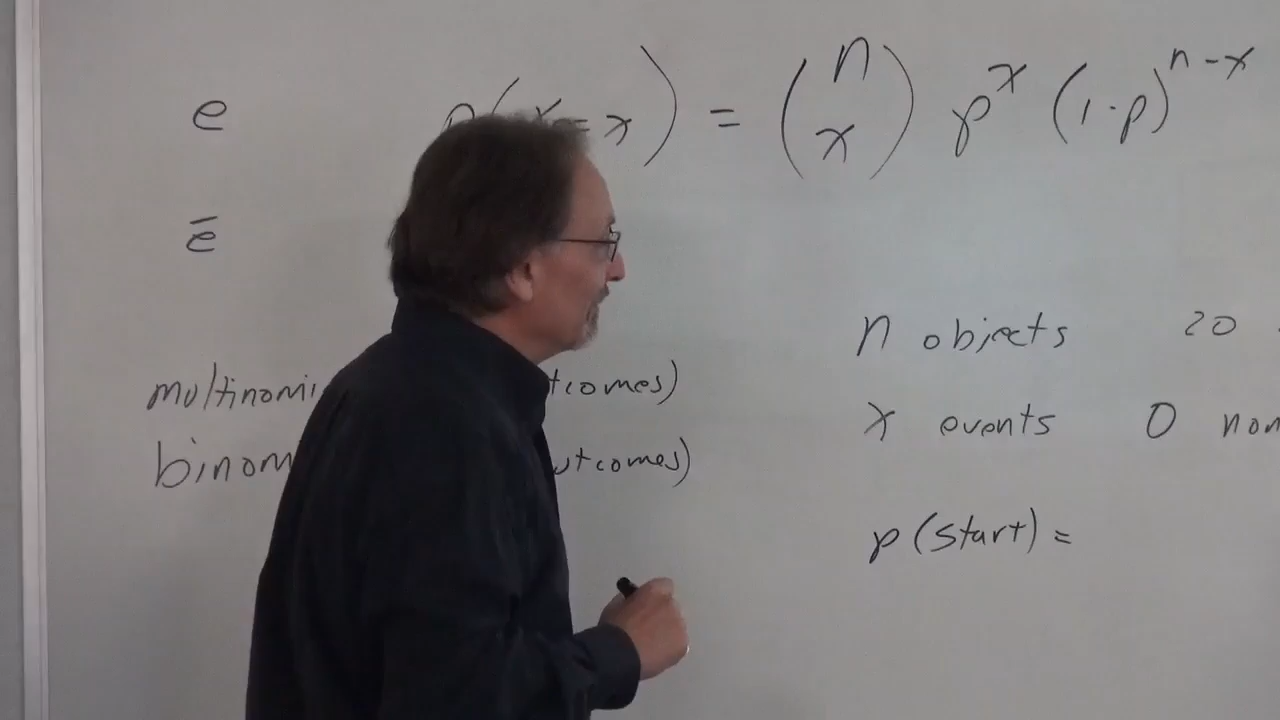 e
p(x=x) = (n x) p^x (1-p)^n-x
ē
n objects 20
multinomi tcomes)
x events 0 non
binom utcomes)
p(start) =